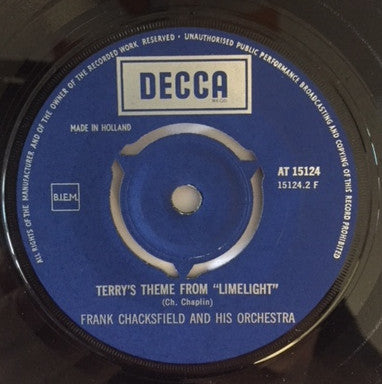 ALL RIGHTS OF THE MANUFACTURER AND OF THE OWNER OF THE RECORDED WORK RESERVED • UNAUTHORISED PUBLIC PERFORMANCE BROADCASTING AND COPYING OF THIS RECORD PROHIBITED
DECCA
MADE IN HOLLAND
AT 15124
15124.2 F
B.I.E.M.
TERRY'S THEME FROM "LIMELIGHT"
(Ch. Chaplin)
FRANK CHACKSFIELD AND HIS ORCHESTRA